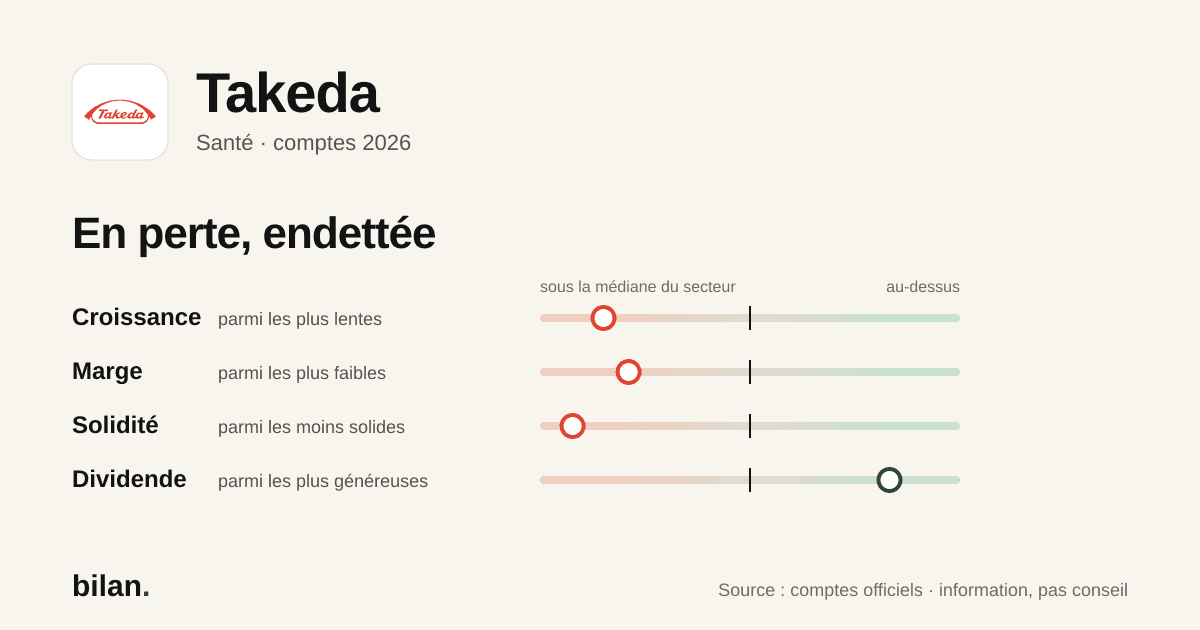 Takeda
Takeda
Santé · comptes 2026
En perte, endettée
sous la médiane du secteur au-dessus
Croissance parmi les plus lentes
Marge parmi les plus faibles
Solidité parmi les moins solides
Dividende parmi les plus généreuses
bilan.
Source : comptes officiels · information, pas conseil